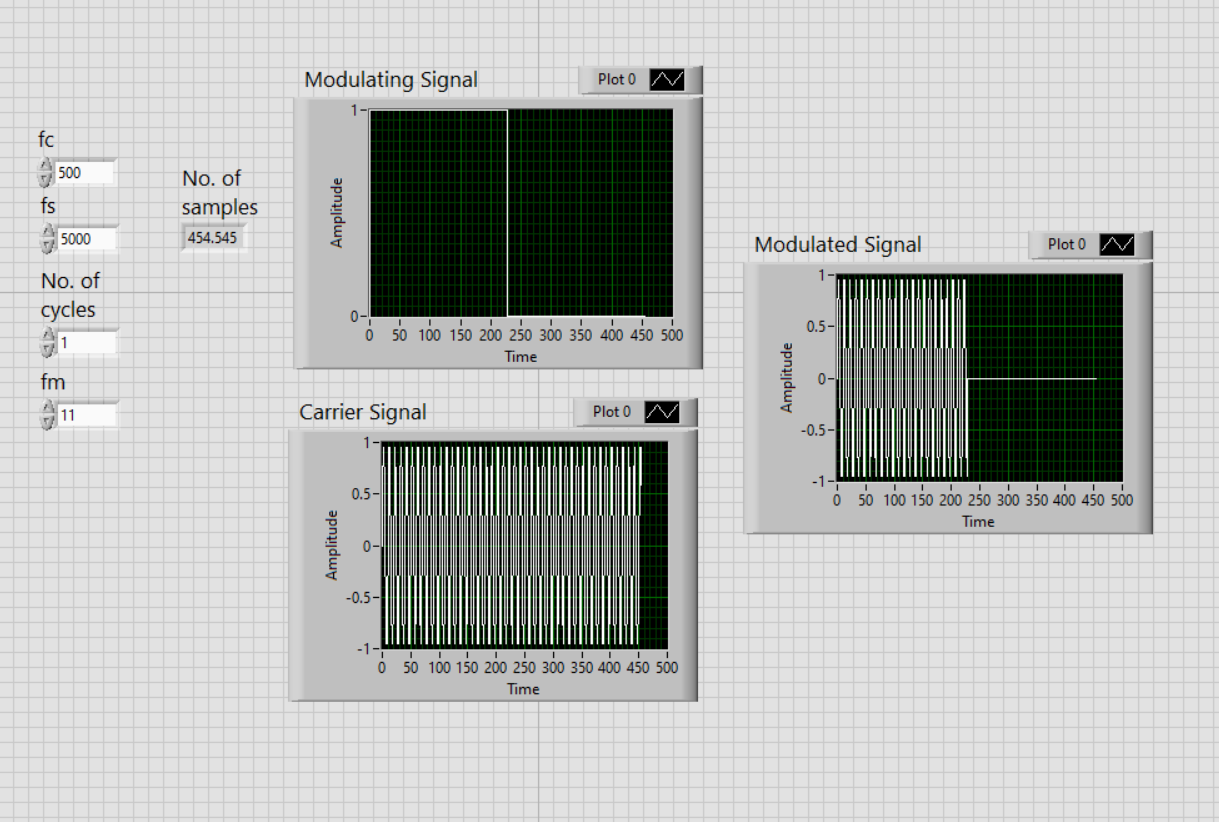 fc
500
fs
5000
No. of
cycles
1
fm
11
No. of
samples
454.545
Modulating Signal
Plot 0
1
0
Amplitude
0 50 100 150 200 250 300 350 400 450 500
Time
Carrier Signal
Plot 0
1
0.5
0
-0.5
-1
Amplitude
0 50 100 150 200 250 300 350 400 450 500
Time
Modulated Signal
Plot 0
1
0.5
0
-0.5
-1
Amplitude
0 50 100 150 200 250 300 350 400 450 500
Time